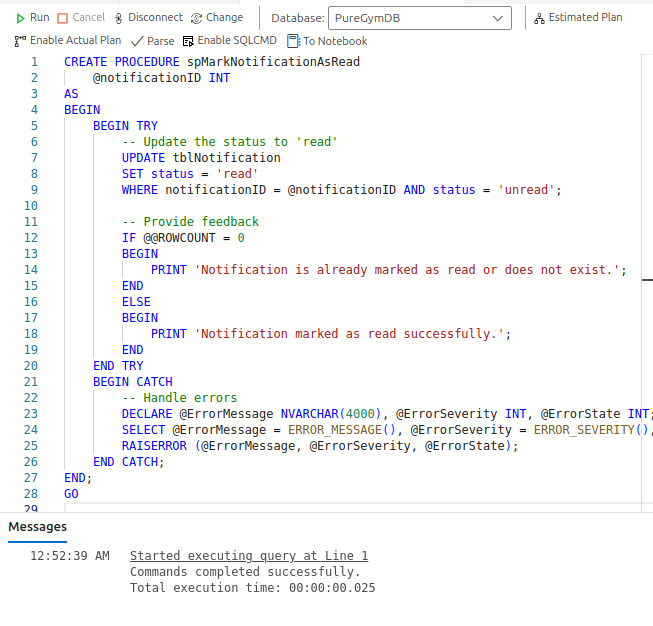 Run Cancel Disconnect Change Database: PureGymDB Estimated Plan
Enable Actual Plan Parse Enable SQLCMD To Notebook
1 CREATE PROCEDURE spMarkNotificationAsRead
2 @notificationID INT
3 AS
4 BEGIN
5 BEGIN TRY
6 -- Update the status to 'read'
7 UPDATE tblNotification
8 SET status = 'read'
9 WHERE notificationID = @notificationID AND status = 'unread';
10
11 -- Provide feedback
12 IF @@ROWCOUNT = 0
13 BEGIN
14 PRINT 'Notification is already marked as read or does not exist.';
15 END
16 ELSE
17 BEGIN
18 PRINT 'Notification marked as read successfully.';
19 END
20 END TRY
21 BEGIN CATCH
22 -- Handle errors
23 DECLARE @ErrorMessage NVARCHAR(4000), @ErrorSeverity INT, @ErrorState INT;
24 SELECT @ErrorMessage = ERROR_MESSAGE(), @ErrorSeverity = ERROR_SEVERITY(),
25 RAISERROR (@ErrorMessage, @ErrorSeverity, @ErrorState);
26 END CATCH;
27 END;
28 GO
29
Messages
12:52:39 AM Started executing query at Line 1
Commands completed successfully.
Total execution time: 00:00:00.025